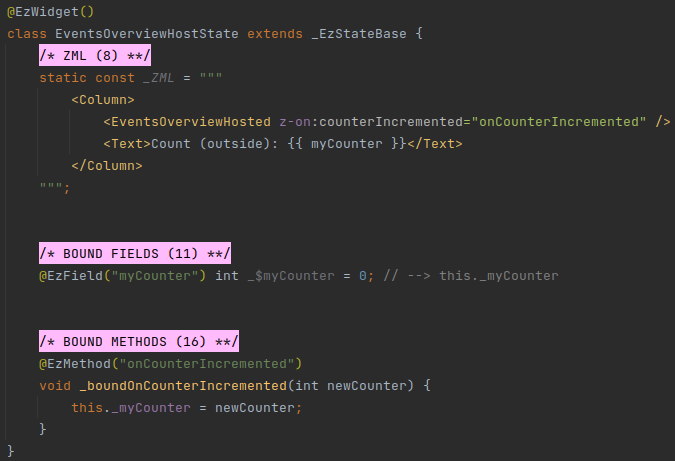 @EzWidget()
class EventsOverviewHostState extends _EzStateBase {
    /* ZML (8) **/
    static const _ZML = """
        <Column>
            <EventsOverviewHosted z-on:counterIncremented="onCounterIncremented" />
            <Text>Count (outside): {{ myCounter }}</Text>
        </Column>
    """;
    /* BOUND FIELDS (11) **/
    @EzField("myCounter") int _$myCounter = 0; // --> this._myCounter
    /* BOUND METHODS (16) **/
    @EzMethod("onCounterIncremented")
    void _boundOnCounterIncremented(int newCounter) {
        this._myCounter = newCounter;
    }
}